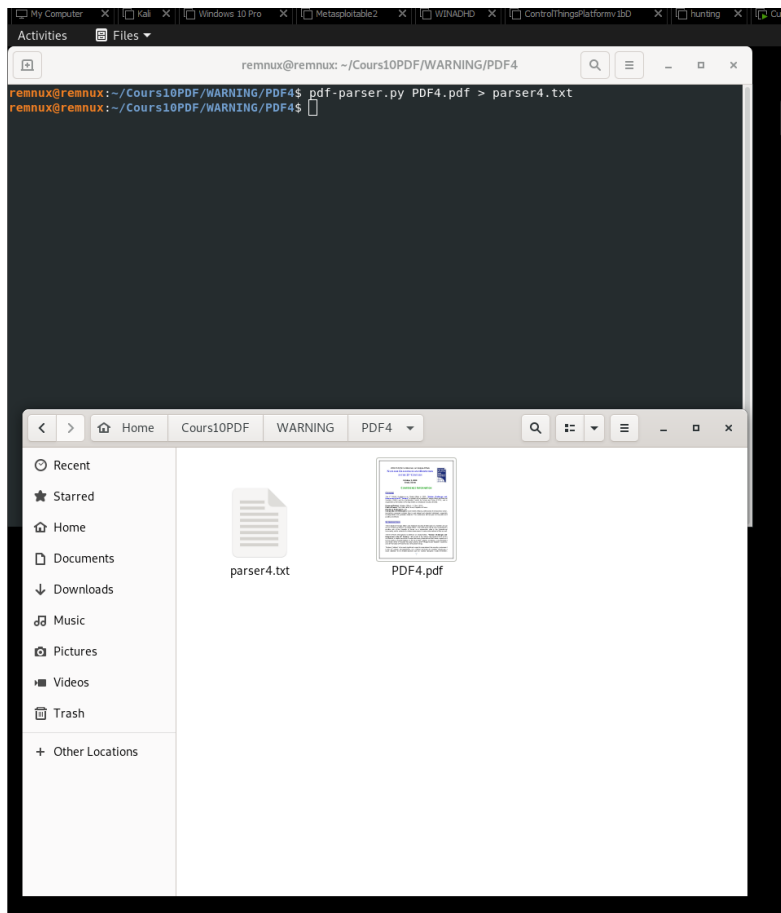 My Computer Kali Windows 10 Pro Metasploitable2 WINADHD ControlThingsPlatformv1bD hunting Cu
Activities Files
remnux@remnux: ~/Cours10PDF/WARNING/PDF4
remnux@remnux:~/Cours10PDF/WARNING/PDF4$ pdf-parser.py PDF4.pdf > parser4.txt
remnux@remnux:~/Cours10PDF/WARNING/PDF4$
Home Cours10PDF WARNING PDF4
Recent
Starred
Home
Documents
Downloads
Music
Pictures
Videos
Trash
+ Other Locations
parser4.txt
PDF4.pdf